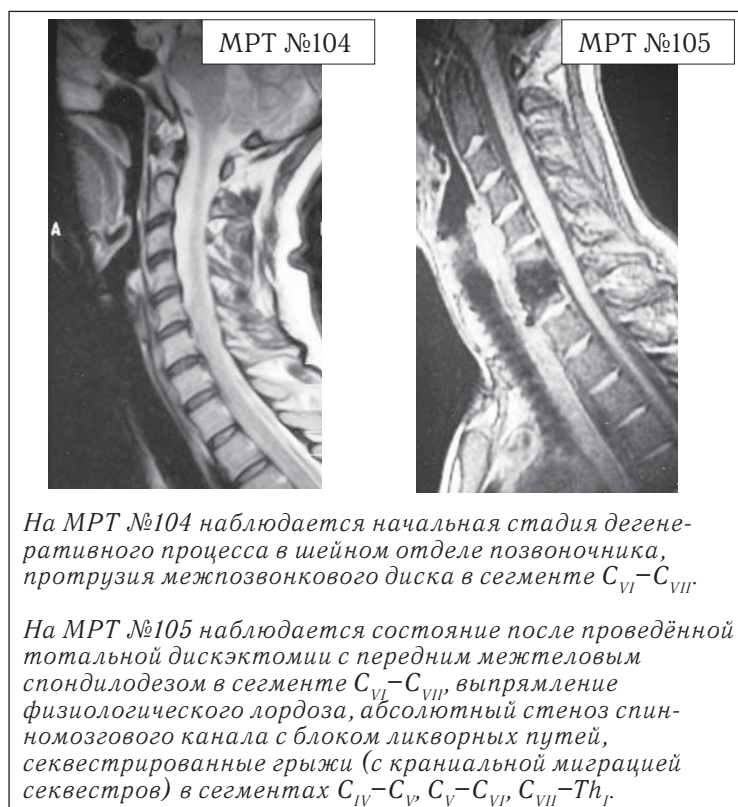 МРТ №104
МРТ №105
A
На МРТ №104 наблюдается начальная стадия дегене-
ративного процесса в шейном отделе позвоночника,
протрузия межпозвонкового диска в сегменте C_VI–C_VII.
На МРТ №105 наблюдается состояние после проведённой
тотальной дискэктомии с передним межтеловым
спондилодезом в сегменте C_VI–C_VII, выпрямление
физиологического лордоза, абсолютный стеноз спин-
номозгового канала с блоком ликворных путей,
секвестрированные грыжи (с краниальной миграцией
секвестров) в сегментах C_IV–C_V, C_V–C_VI, C_VII–Th_I.